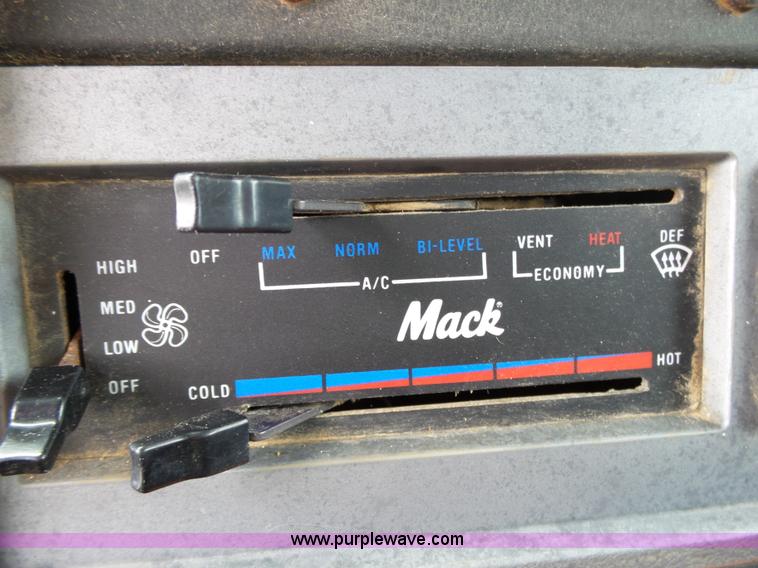 OFF MAX NORM BI-LEVEL VENT HEAT DEF
A/C ECONOMY
HIGH
MED
LOW
OFF
Mack®
COLD HOT
www.purplewave.com